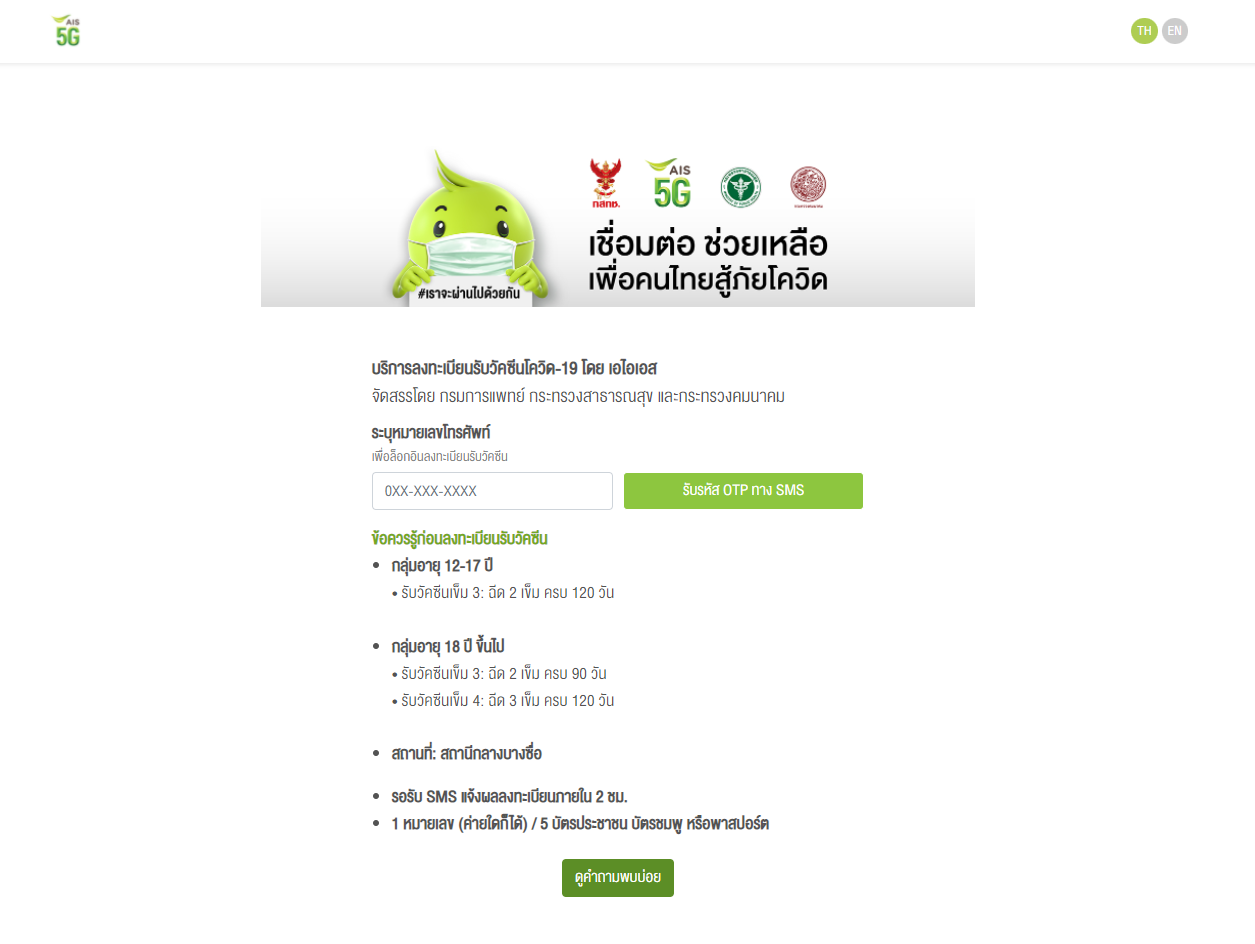 AIS
5G
TH EN
กสทช.
AIS
5G
เชื่อมต่อ ช่วยเหลือ
เพื่อคนไทยสู้ภัยโควิด
#เราจะผ่านไปด้วยกัน
บริการลงทะเบียนรับวัคซีนโควิด-19 โดย เอไอเอส
จัดสรรโดย กรมการแพทย์ กระทรวงสาธารณสุข และกระทรวงคมนาคม
ระบุหมายเลขโทรศัพท์
เพื่อล็อกอินลงทะเบียนรับวัคซีน
0XX-XXX-XXXX
รับรหัส OTP ทาง SMS
ข้อควรรู้ก่อนลงทะเบียนรับวัคซีน
• กลุ่มอายุ 12-17 ปี
• รับวัคซีนเข็ม 3: ฉีด 2 เข็ม ครบ 120 วัน
• กลุ่มอายุ 18 ปี ขึ้นไป
• รับวัคซีนเข็ม 3: ฉีด 2 เข็ม ครบ 90 วัน
• รับวัคซีนเข็ม 4: ฉีด 3 เข็ม ครบ 120 วัน
• สถานที่: สถานีกลางบางซื่อ
• รอรับ SMS แจ้งผลลงทะเบียนภายใน 2 ชม.
• 1 หมายเลข (ค่ายใดก็ได้) / 5 บัตรประชาชน บัตรชมพู หรือพาสปอร์ต
ดูคำถามพบบ่อย